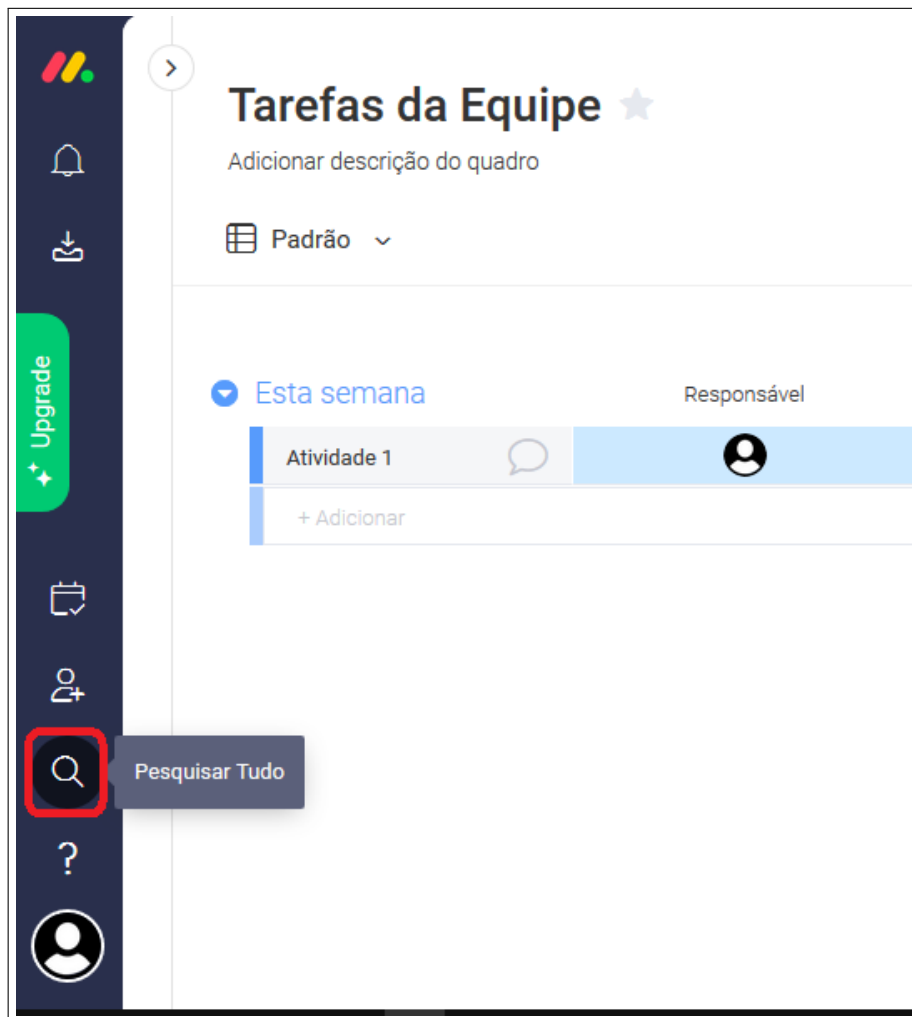 Tarefas da Equipe
Adicionar descrição do quadro
Padrão
Upgrade
Esta semana
Responsável
Atividade 1
+ Adicionar
Pesquisar Tudo
?